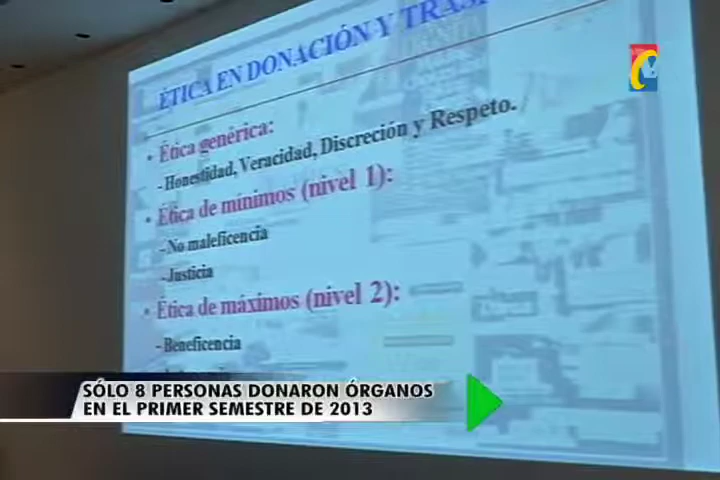 ÉTICA EN DONACIÓN Y
• Ética genérica:
- Honestidad, Veracidad, Discreción y Respeto.
• Ética de mínimos (nivel 1):
- No maleficencia
- Justicia
• Ética de máximos (nivel 2):
- Beneficencia
SÓLO 8 PERSONAS DONARON ÓRGANOS
EN EL PRIMER SEMESTRE DE 2013